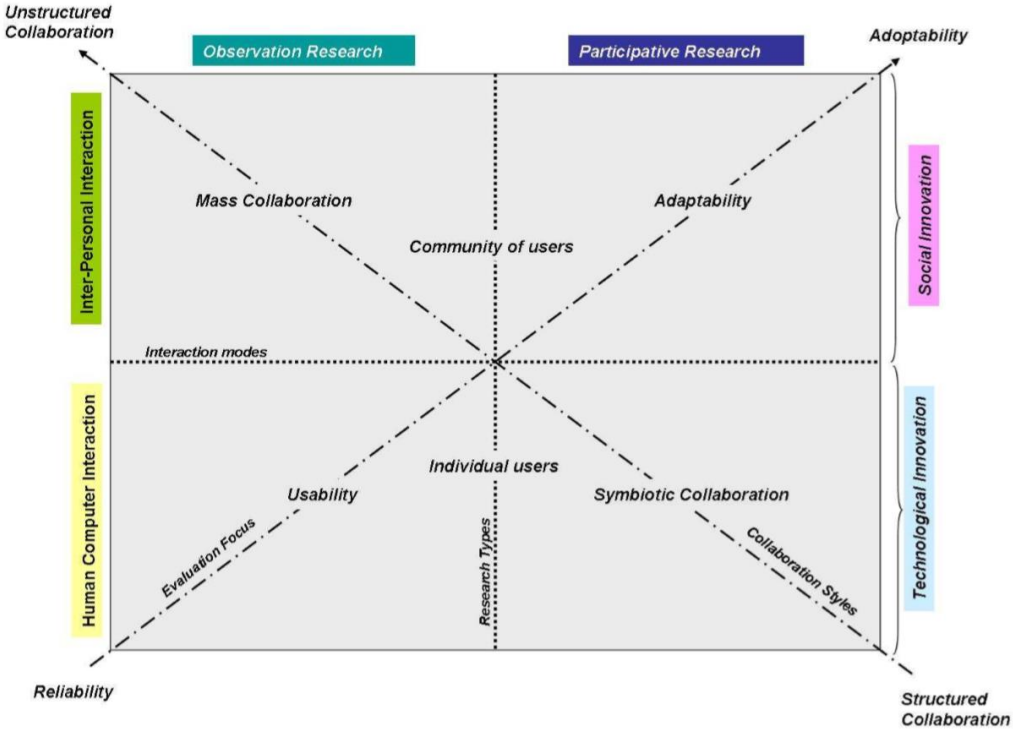 Unstructured
Collaboration
Observation Research
Participative Research
Adoptability
Inter-Personal Interaction
Social Innovation
Mass Collaboration
Adaptability
Community of users
Interaction modes
Human Computer Interaction
Technological Innovation
Individual users
Usability
Symbiotic Collaboration
Evaluation Focus
Research Types
Collaboration Styles
Reliability
Structured
Collaboration